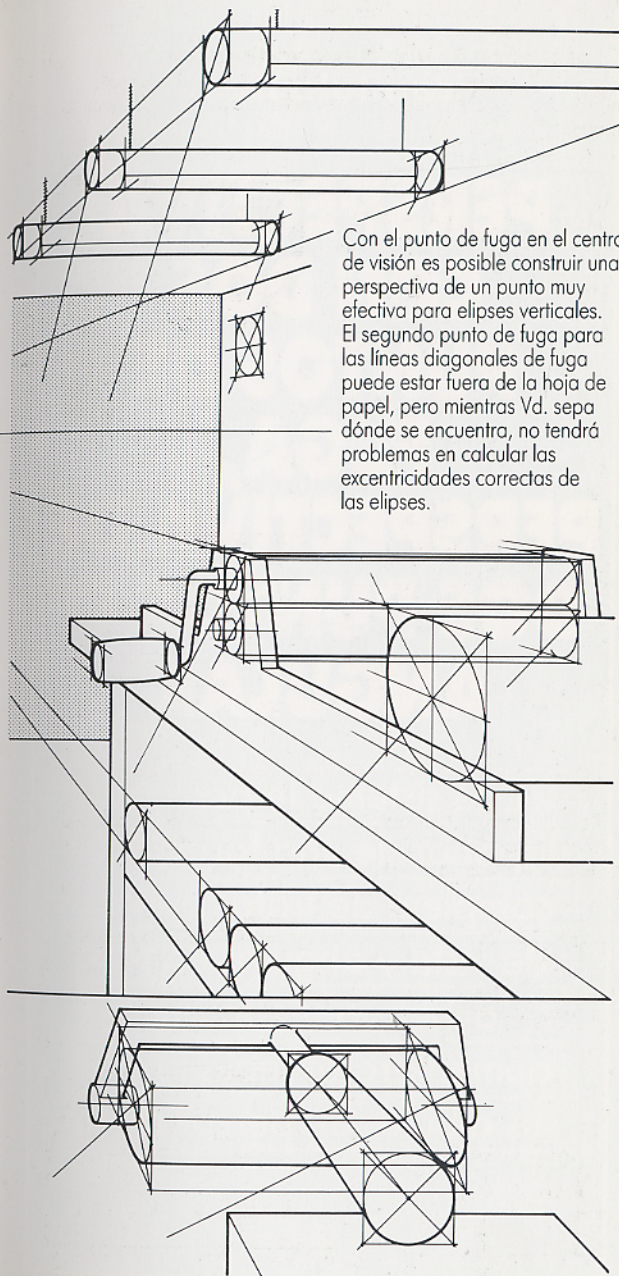 Con el punto de fuga en el centro
de visión es posible construir una
perspectiva de un punto muy
efectiva para elipses verticales.
El segundo punto de fuga para
las líneas diagonales de fuga
puede estar fuera de la hoja de
papel, pero mientras Vd. sepa
dónde se encuentra, no tendrá
problemas en calcular las
excentricidades correctas de
las elipses.